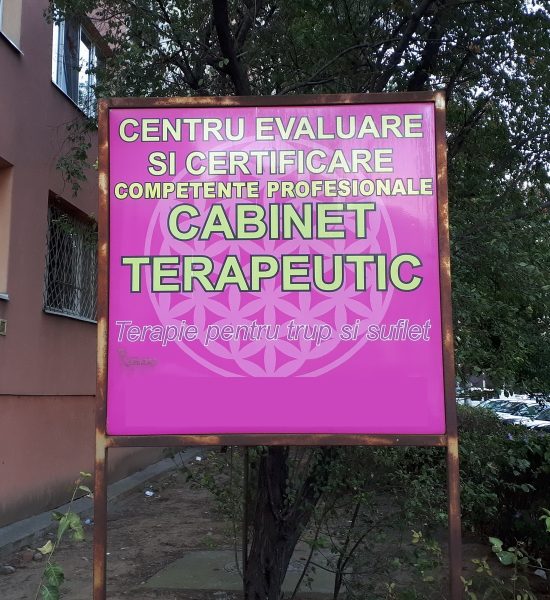 CENTRU EVALUARE
SI CERTIFICARE
COMPETENTE PROFESIONALE
CABINET
TERAPEUTIC
Terapie pentru trup si suflet